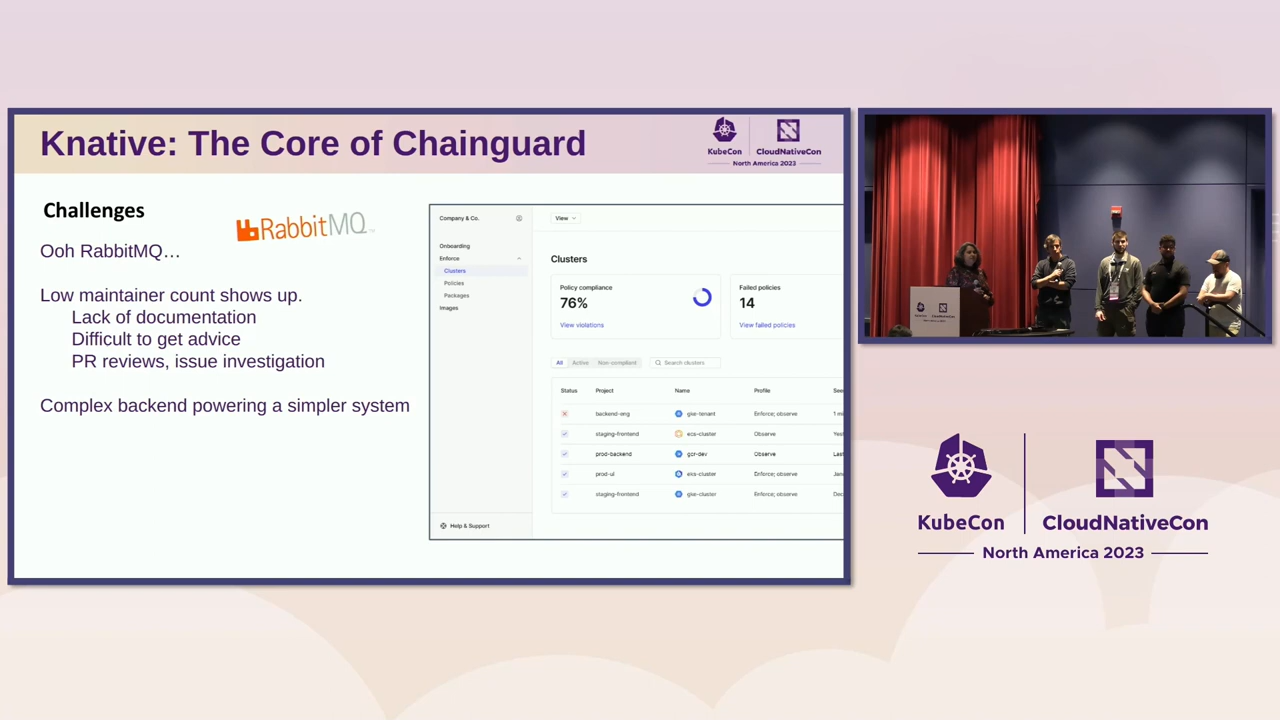 Knative: The Core of Chainguard
KubeCon
CloudNativeCon
North America 2023
Challenges
RabbitMQ
Ooh RabbitMQ…
Low maintainer count shows up.
Lack of documentation
Difficult to get advice
PR reviews, issue investigation
Complex backend powering a simpler system
Company & Co.
Onboarding
Enforce
Clusters
Policies
Packages
Images
Help & Support
View
Clusters
Policy compliance
76%
View violations
Failed policies
14
View failed policies
All Active Non-compliant Search clusters
Status Project Name Profile
backend-eng gke-tenant Enforce; observe 1 m
staging-frontend ecs-cluster Observe Yes
prod-backend gcr-dev Observe Las
prod-ui eks-cluster Enforce; observe Jan
staging-frontend gke-cluster Enforce; observe Dec
KubeCon
CloudNativeCon
North America 2023